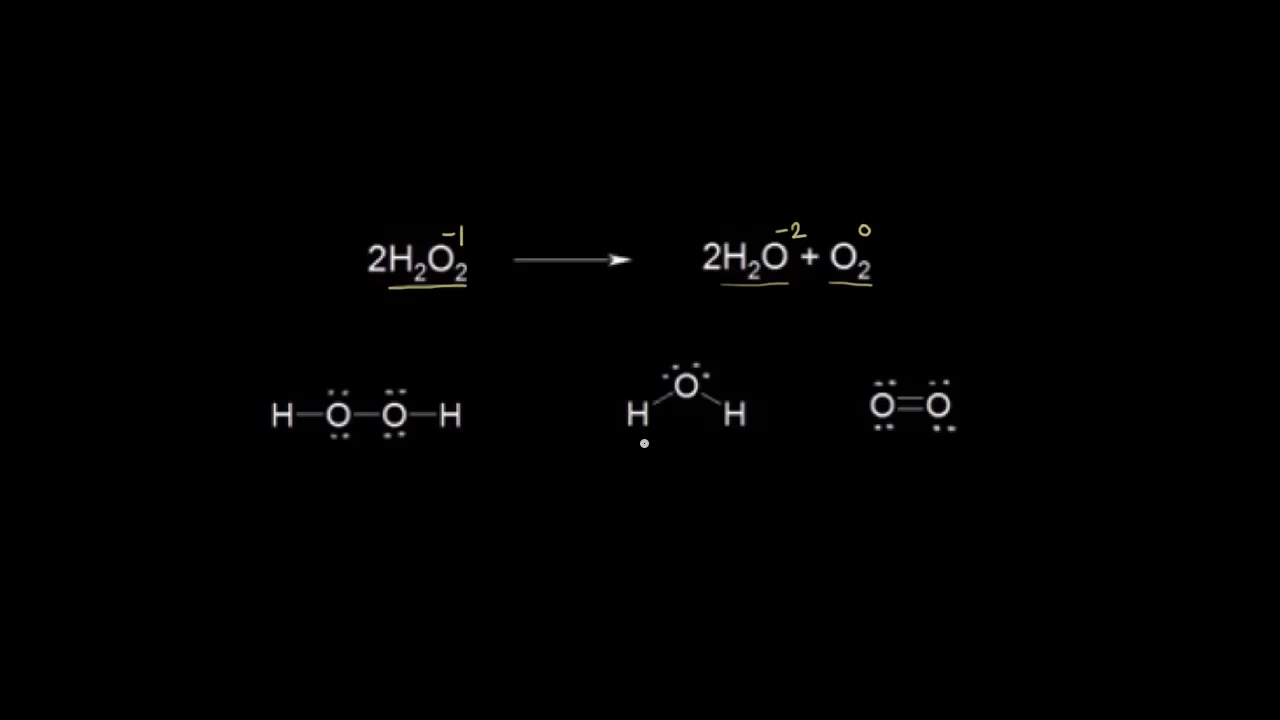 -1 -2 0
2H₂O₂ → 2H₂O + O₂
H—O—O—H H O H O=O